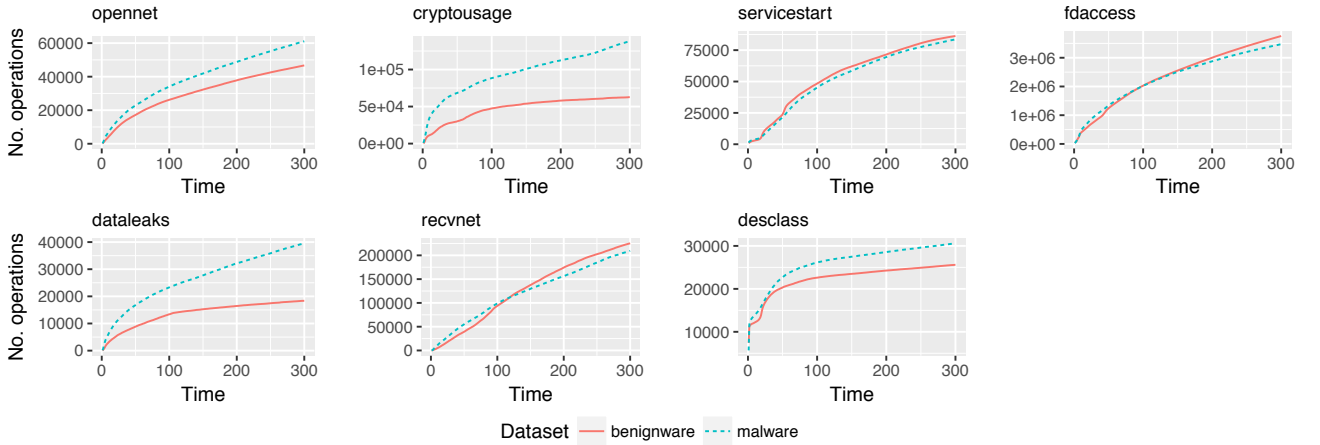 opennet
cryptousage
servicestart
fdaccess
No. operations
60000
40000
20000
0
1e+05
5e+04
0e+00
75000
50000
25000
0
3e+06
2e+06
1e+06
0e+00
0 100 200 300
0 100 200 300
0 100 200 300
0 100 200 300
Time
Time
Time
Time
dataleaks
recvnet
desclass
No. operations
40000
30000
20000
10000
0
200000
150000
100000
50000
0
30000
20000
10000
0 100 200 300
0 100 200 300
0 100 200 300
Time
Time
Time
Dataset benignware malware